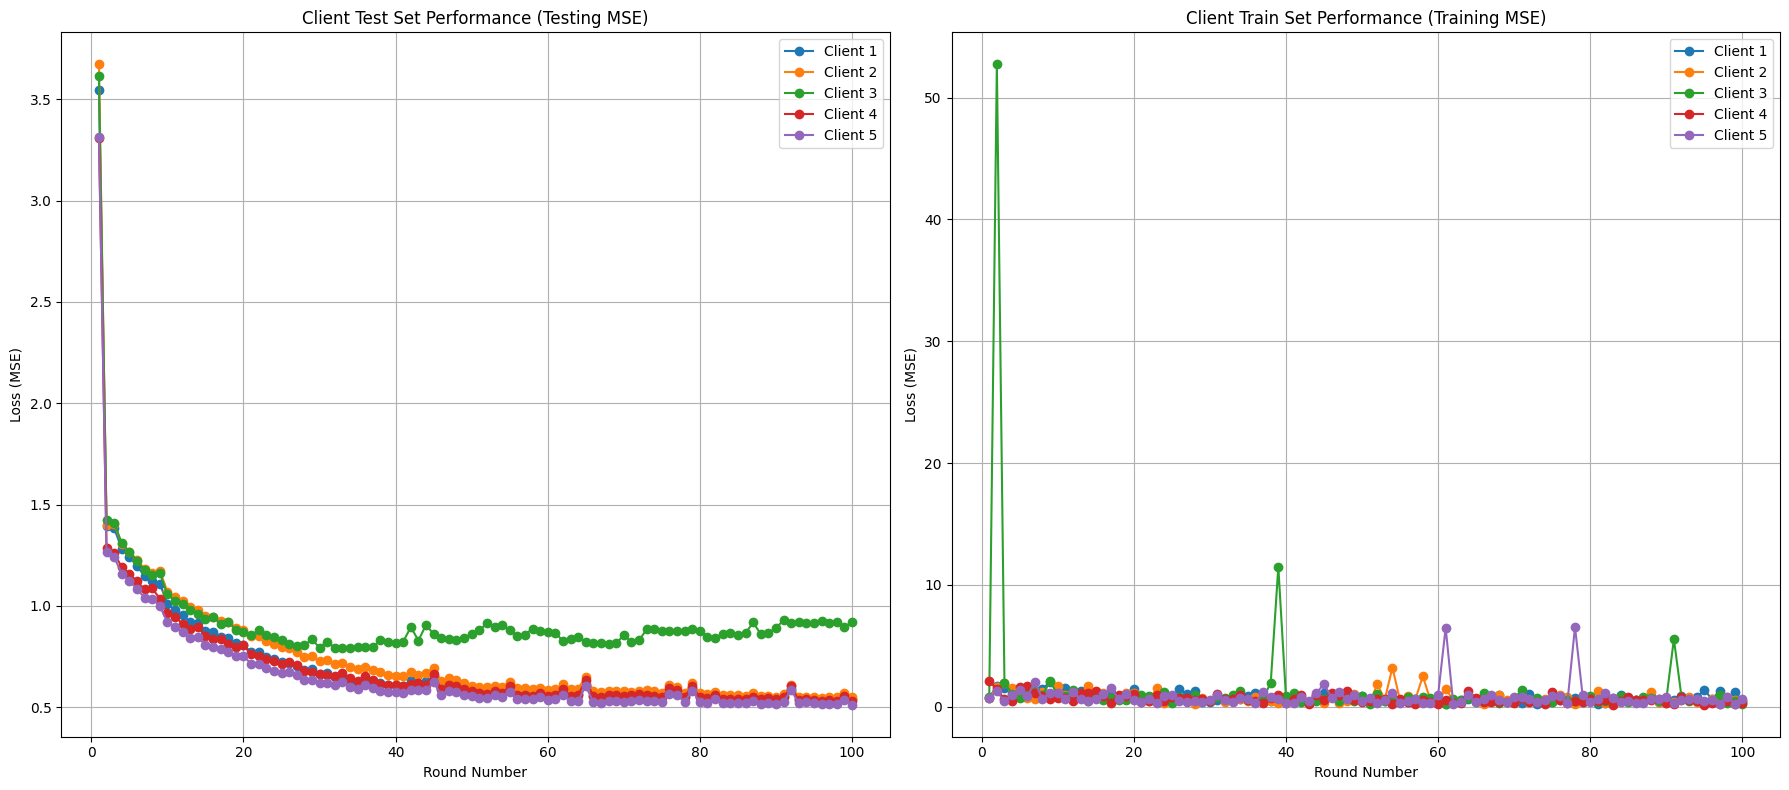 Client Test Set Performance (Testing MSE)
Client 1
Client 2
Client 3
Client 4
Client 5
3.5
3.0
2.5
2.0
1.5
1.0
0.5
Loss (MSE)
0
20
40
60
80
100
Round Number
Client Train Set Performance (Training MSE)
Client 1
Client 2
Client 3
Client 4
Client 5
50
40
30
20
10
0
Loss (MSE)
0
20
40
60
80
100
Round Number